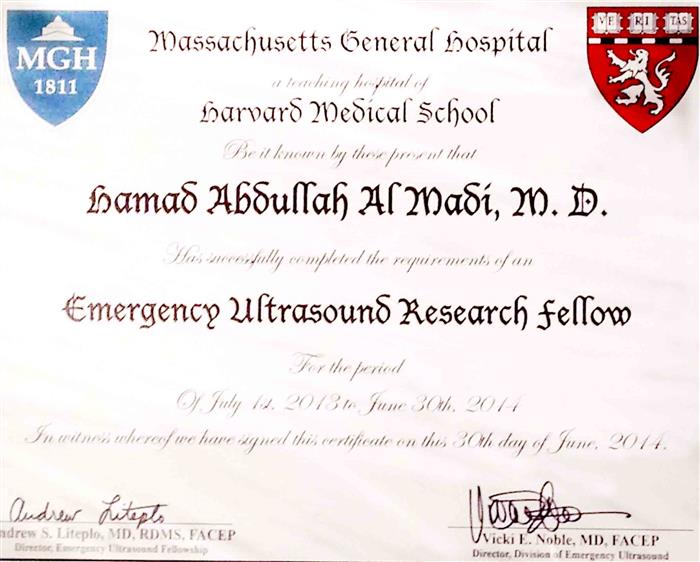 MGH
1811
VE RI TAS
Massachusetts General Hospital
a teaching hospital of
Harvard Medical School
Be it known by these present that
Hamad Abdullah Al Madi, M. D.
Has successfully completed the requirements of an
Emergency Ultrasound Research Fellow
For the period
Of July 1st, 2013 to June 30th, 2014
In witness whereof we have signed this certificate on this 30th day of June, 2014.
Andrew Liteplo
ndrew S. Liteplo, MD, RDMS, FACEP
Director, Emergency Ultrasound Fellowship
Vicki E. Noble, MD, FACEP
Director, Division of Emergency Ultrasound